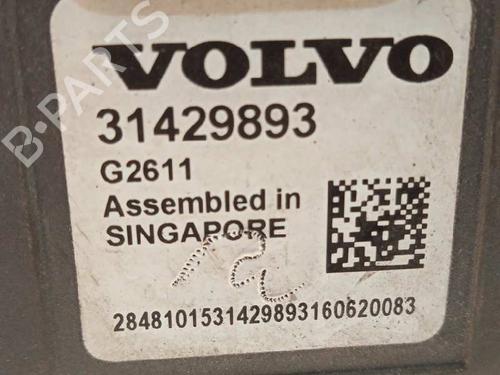 B-PARTS
VOLVO
31429893
G2611
Assembled in
SINGAPORE
2848101531429893160620083